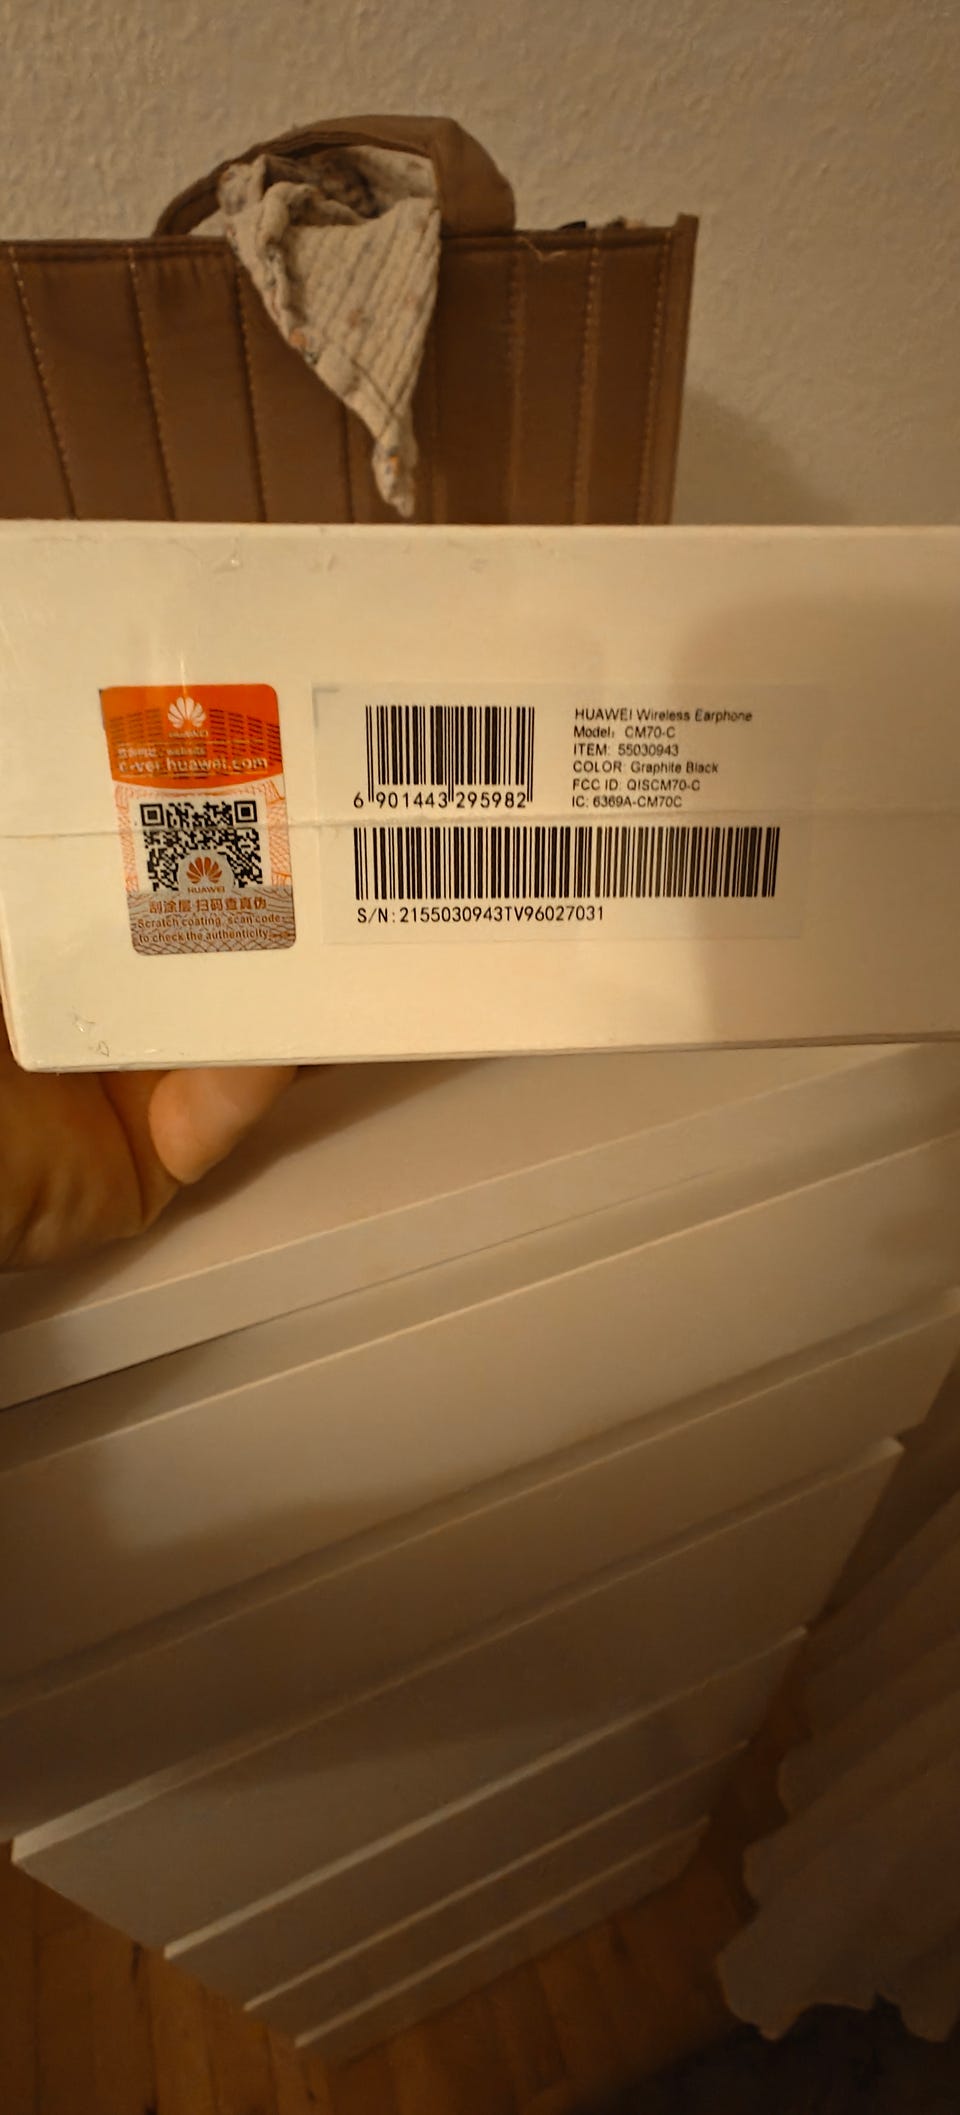 HUAWEI
c-vei.huawei.com
HUAWEI
刮涂层 扫码查真伪
Scratch coating, scan code
to check the authenticity
6 901443 295982
HUAWEI Wireless Earphone
Model: CM70-C
ITEM: 55030943
COLOR: Graphite Black
FCC ID: QISCM70-C
IC: 6369A-CM70C
S/N: 2155030943TV96027031